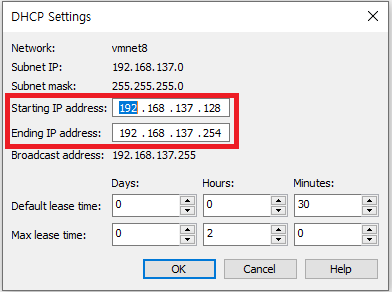 DHCP Settings
Network: vmnet8
Subnet IP: 192.168.137.0
Subnet mask: 255.255.255.0
Starting IP address: 192 . 168 . 137 . 128
Ending IP address: 192 . 168 . 137 . 254
Broadcast address: 192.168.137.255
Days: Hours: Minutes:
Default lease time: 0 0 30
Max lease time: 0 2 0
OK Cancel Help